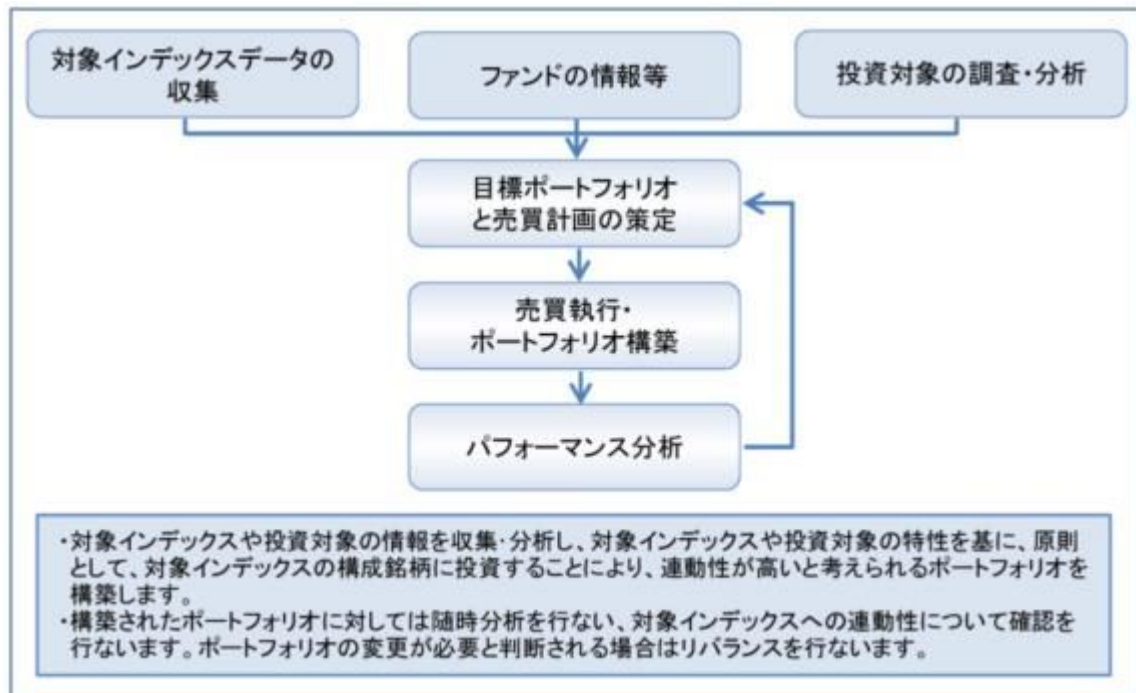 対象インデックスデータの
収集
ファンドの情報等
投資対象の調査・分析
目標ポートフォリオ
と売買計画の策定
売買執行・
ポートフォリオ構築
パフォーマンス分析
・対象インデックスや投資対象の情報を収集・分析し、対象インデックスや投資対象の特性を基に、原則
として、対象インデックスの構成銘柄に投資することにより、連動性が高いと考えられるポートフォリオを
構築します。
・構築されたポートフォリオに対しては随時分析を行ない、対象インデックスへの連動性について確認を
行ないます。ポートフォリオの変更が必要と判断される場合はリバランスを行ないます。